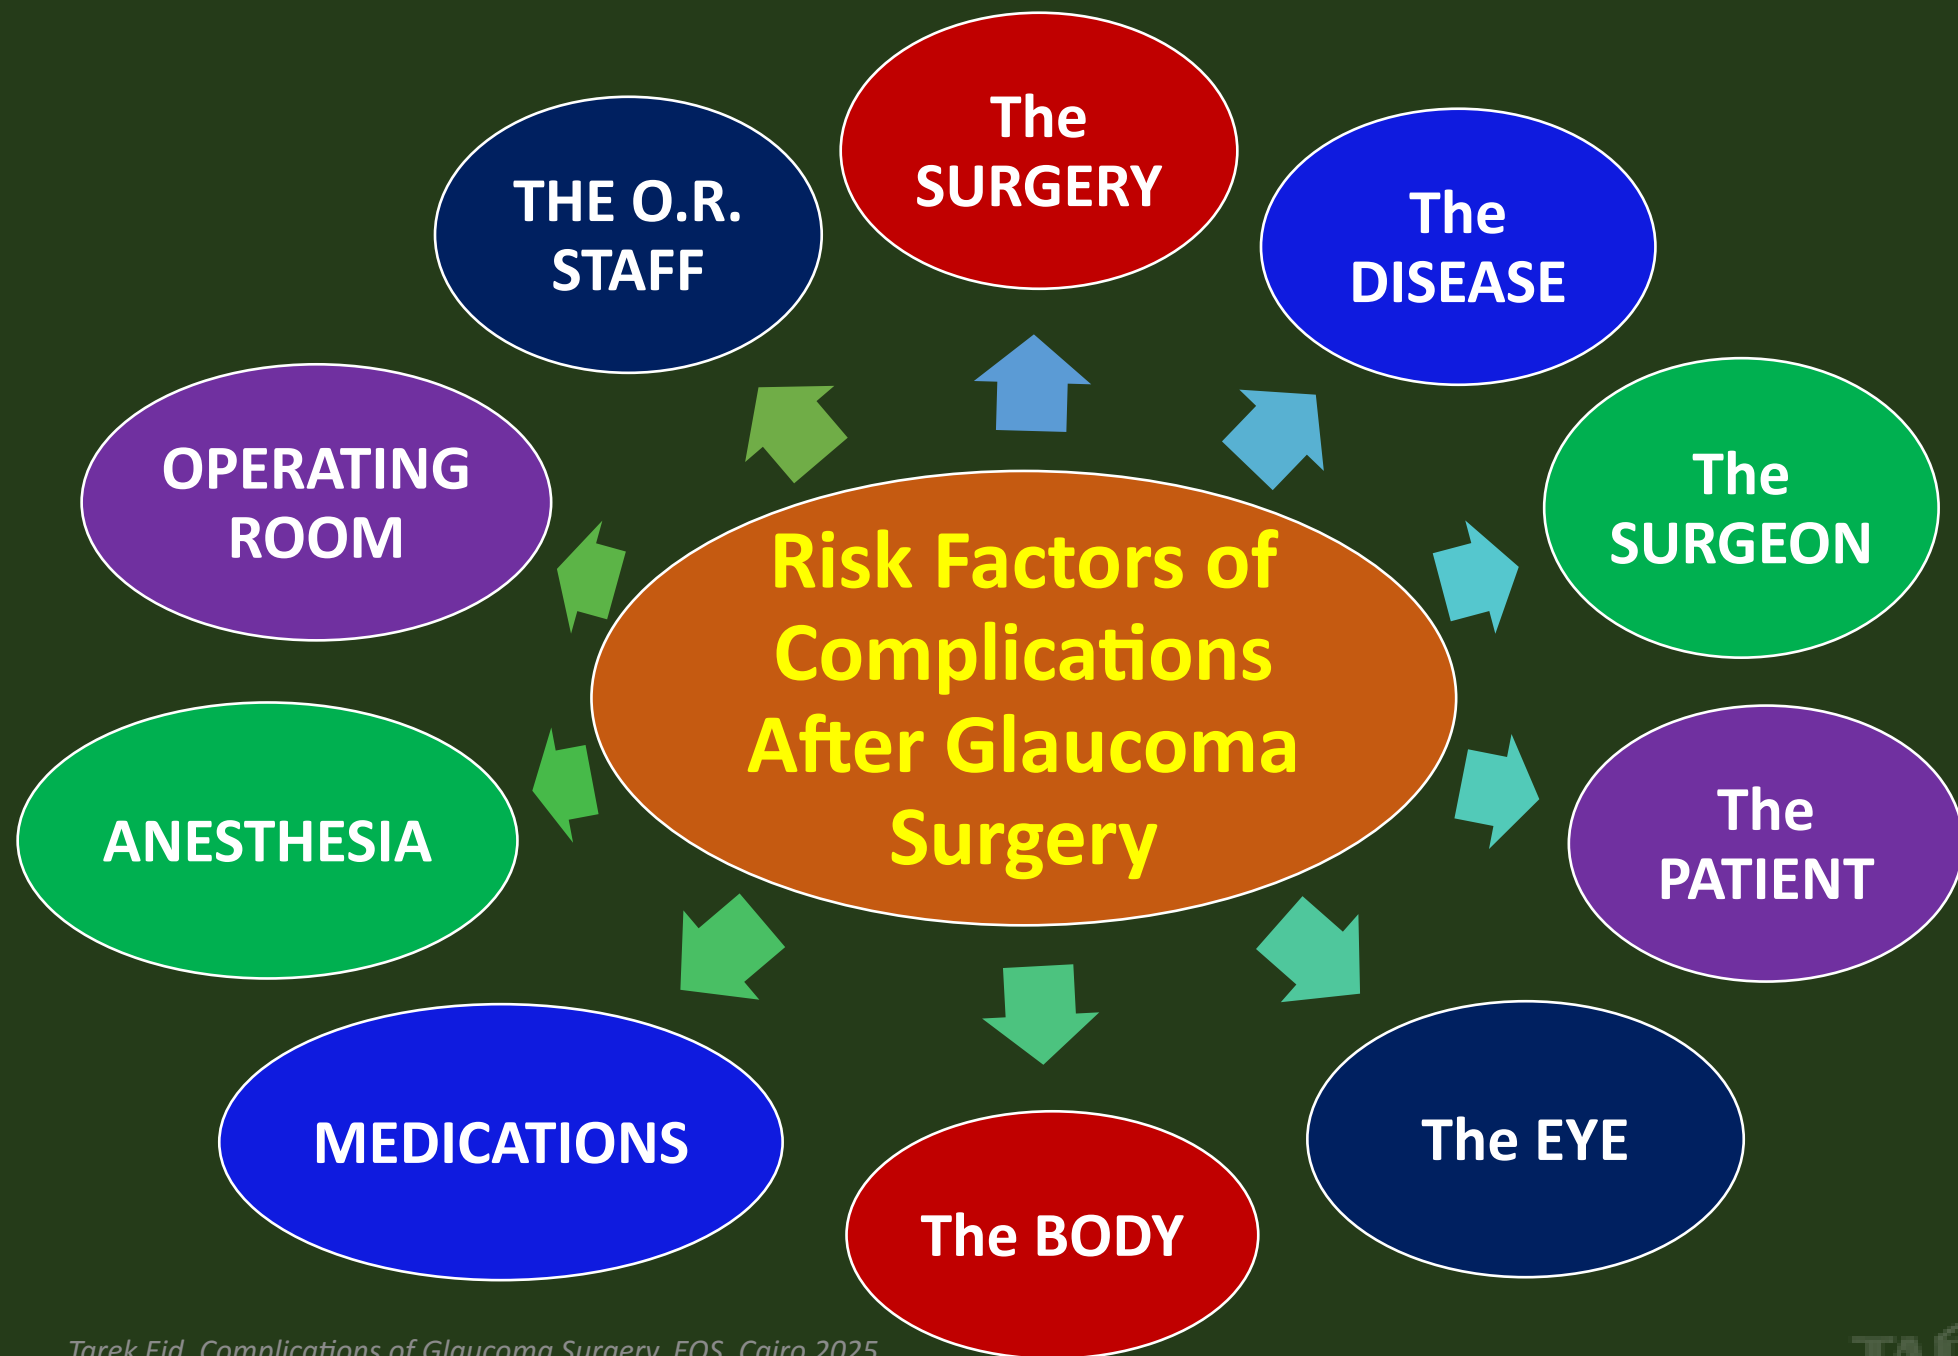 The
SURGERY
The
DISEASE
The
SURGEON
The
PATIENT
The EYE
The BODY
MEDICATIONS
ANESTHESIA
OPERATING
ROOM
THE O.R.
STAFF
Risk Factors of
Complications
After Glaucoma
Surgery
Tarek Eid, Complications of Glaucoma Surgery, EOS, Cairo 2025